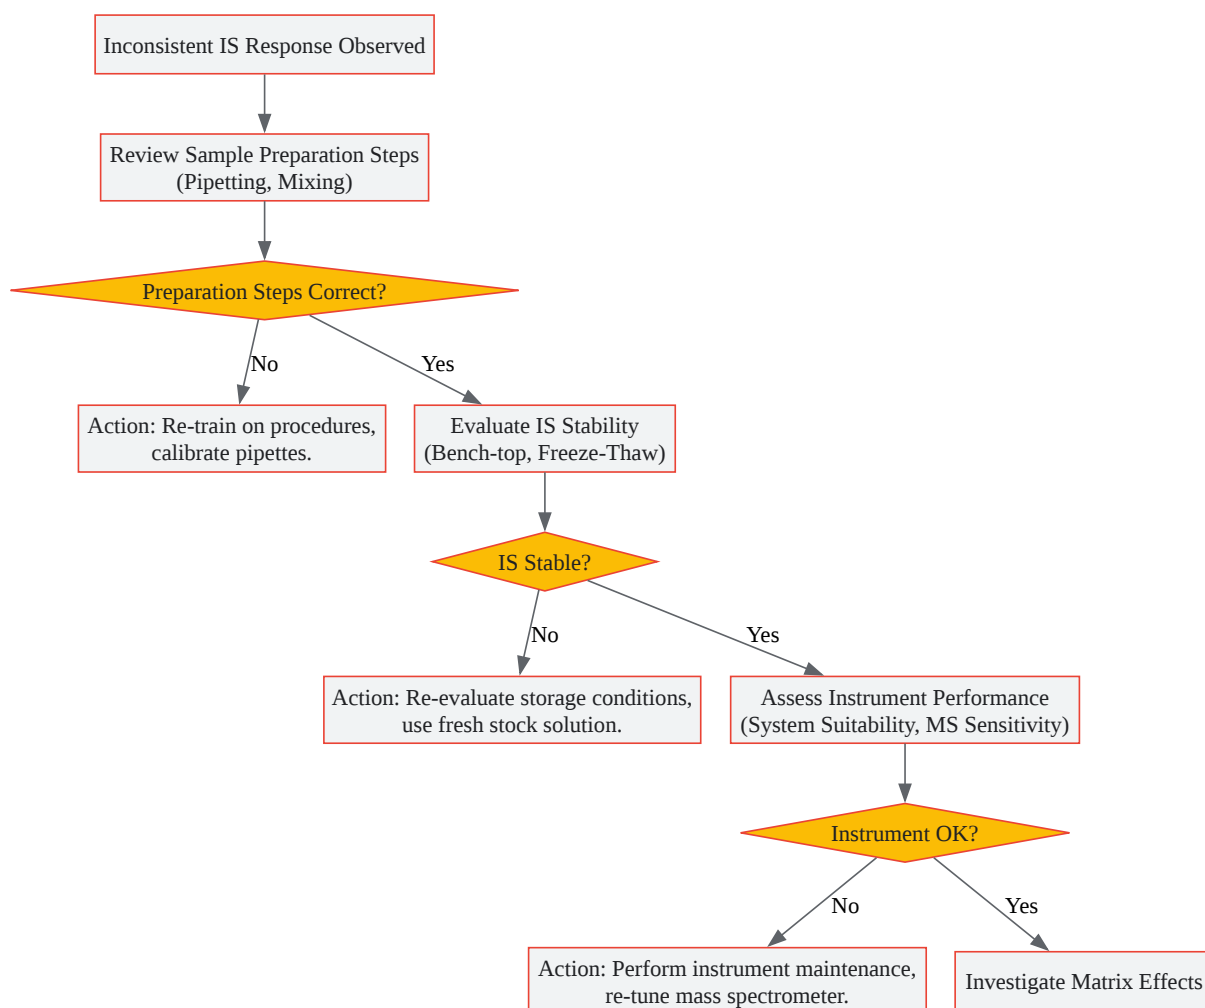 Inconsistent IS Response Observed
Review Sample Preparation Steps
(Pipetting, Mixing)
Preparation Steps Correct?
No
Yes
Action: Re-train on procedures,
calibrate pipettes.
Evaluate IS Stability
(Bench-top, Freeze-Thaw)
IS Stable?
No
Yes
Action: Re-evaluate storage conditions,
use fresh stock solution.
Assess Instrument Performance
(System Suitability, MS Sensitivity)
Instrument OK?
No
Yes
Action: Perform instrument maintenance,
re-tune mass spectrometer.
Investigate Matrix Effects